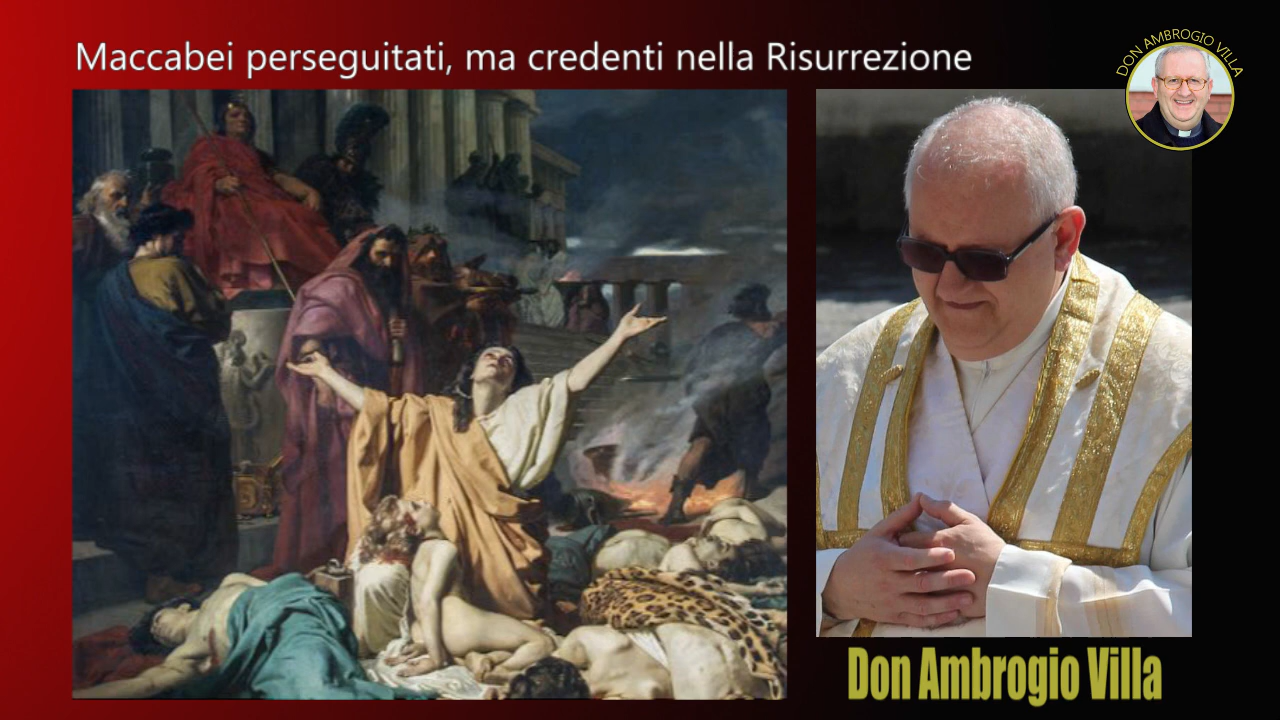 Maccabei perseguitati, ma credenti nella Risurrezione
DON AMBROGIO VILLA
Don Ambrogio Villa